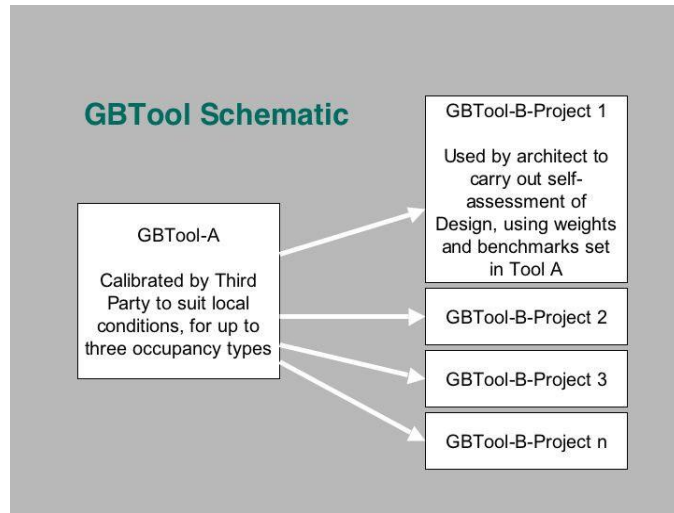 GBTool Schematic
GBTool-A
Calibrated by Third
Party to suit local
conditions, for up to
three occupancy types
GBTool-B-Project 1
Used by architect to
carry out self-
assessment of
Design, using weights
and benchmarks set
in Tool A
GBTool-B-Project 2
GBTool-B-Project 3
GBTool-B-Project n